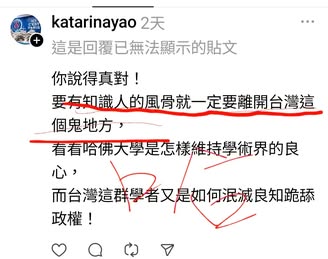 katarinayao 2天
這是回覆已無法顯示的貼文
你說得真對！
要有知識人的風骨就一定要離開台灣這
個鬼地方，
看看哈佛大學是怎樣維持學術界的良
心，
而台灣這群學者又是如何泯滅良知跪舔
政權！